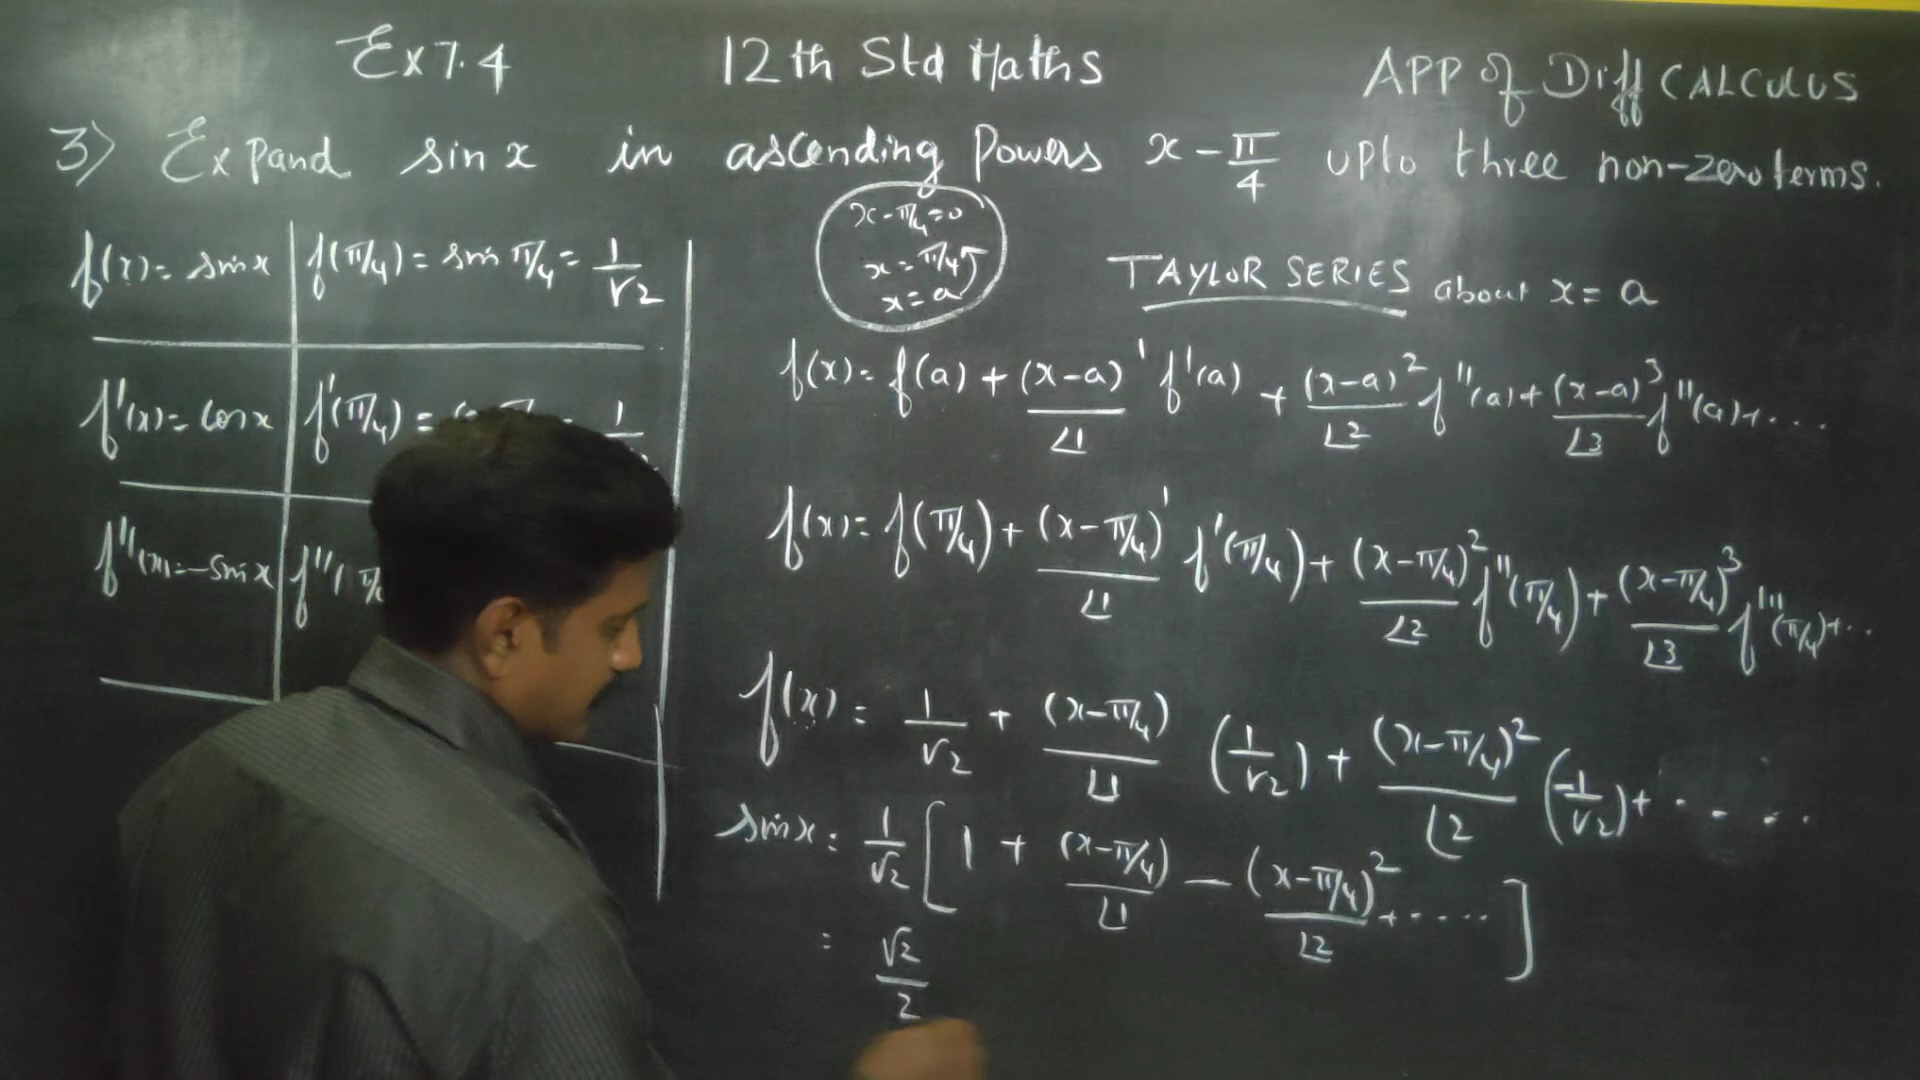 Ex 7.4 12th Std Maths APP of Diff CALCULUS
3) Expand sin x in ascending Powers x - π/4 upto three non-zero terms.
x - π/4 = 0
x = π/4
x = a
f(x) = sin x f(π/4) = sin π/4 = 1/√2
f'(x) = cos x f'(π/4) =
f''(x) = -sin x f''(π/4
TAYLOR SERIES about x = a
f(x) = f(a) + (x-a)^1/∠1 f'(a) + (x-a)^2/∠2 f''(a) + (x-a)^3/∠3 f''(a) + ....
f(x) = f(π/4) + (x-π/4)^1/∠1 f'(π/4) + (x-π/4)^2/∠2 f''(π/4) + (x-π/4)^3/∠3 f'''(π/4) + ..
f(x) = 1/√2 + (x-π/4)/∠1 (1/√2) + (x-π/4)^2/∠2 (-1/√2) + ....
sin x = 1/√2 [ 1 + (x-π/4)/∠1 - (x-π/4)^2/∠2 + ..... ]
= √2/2